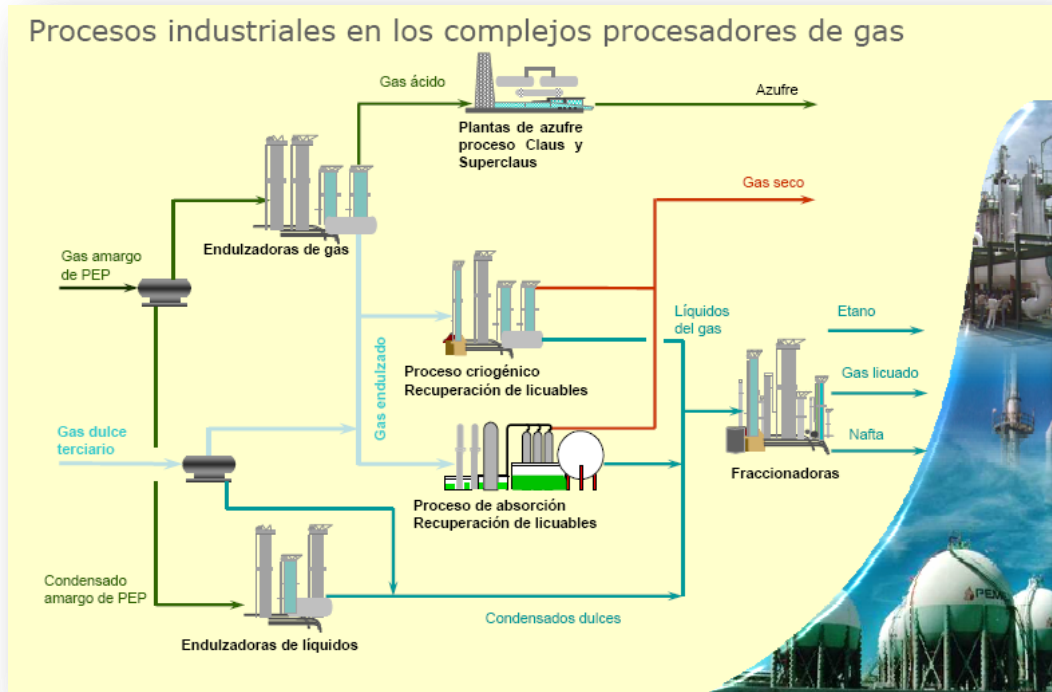 Procesos industriales en los complejos procesadores de gas
Gas ácido
Azufre
Plantas de azufre
proceso Claus y
Superclaus
Gas seco
Endulzadoras de gas
Gas amargo
de PEP
Líquidos
del gas
Etano
Proceso criogénico
Recuperación de licuables
Gas endulzado
Gas licuado
Gas dulce
terciario
Nafta
Fraccionadoras
Proceso de absorción
Recuperación de licuables
Condensado
amargo de PEP
Condensados dulces
Endulzadoras de líquidos
PEME